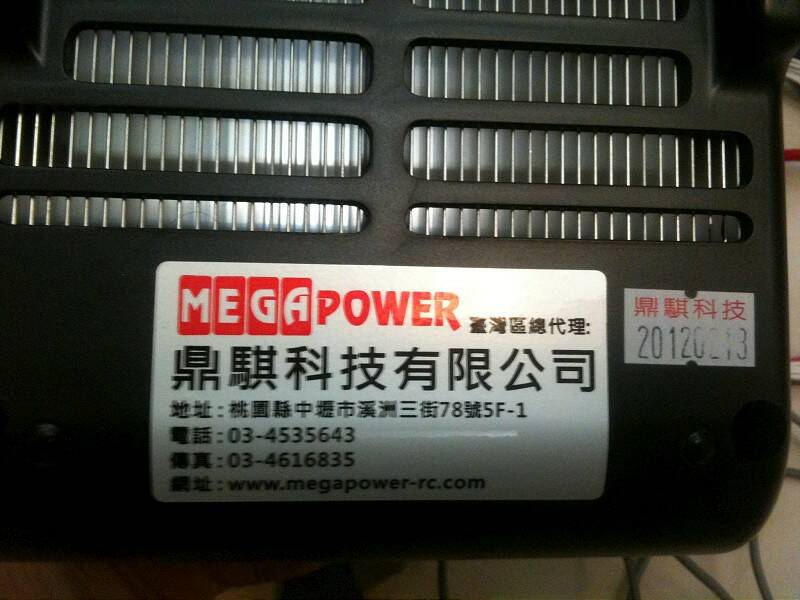 MEGAPOWER 臺灣區總代理:
鼎騏科技有限公司
地址:桃園縣中壢市溪洲三街78號5F-1
電話:03-4535643
傳真:03-4616835
網址:www.megapower-rc.com
鼎騏科技
20120213